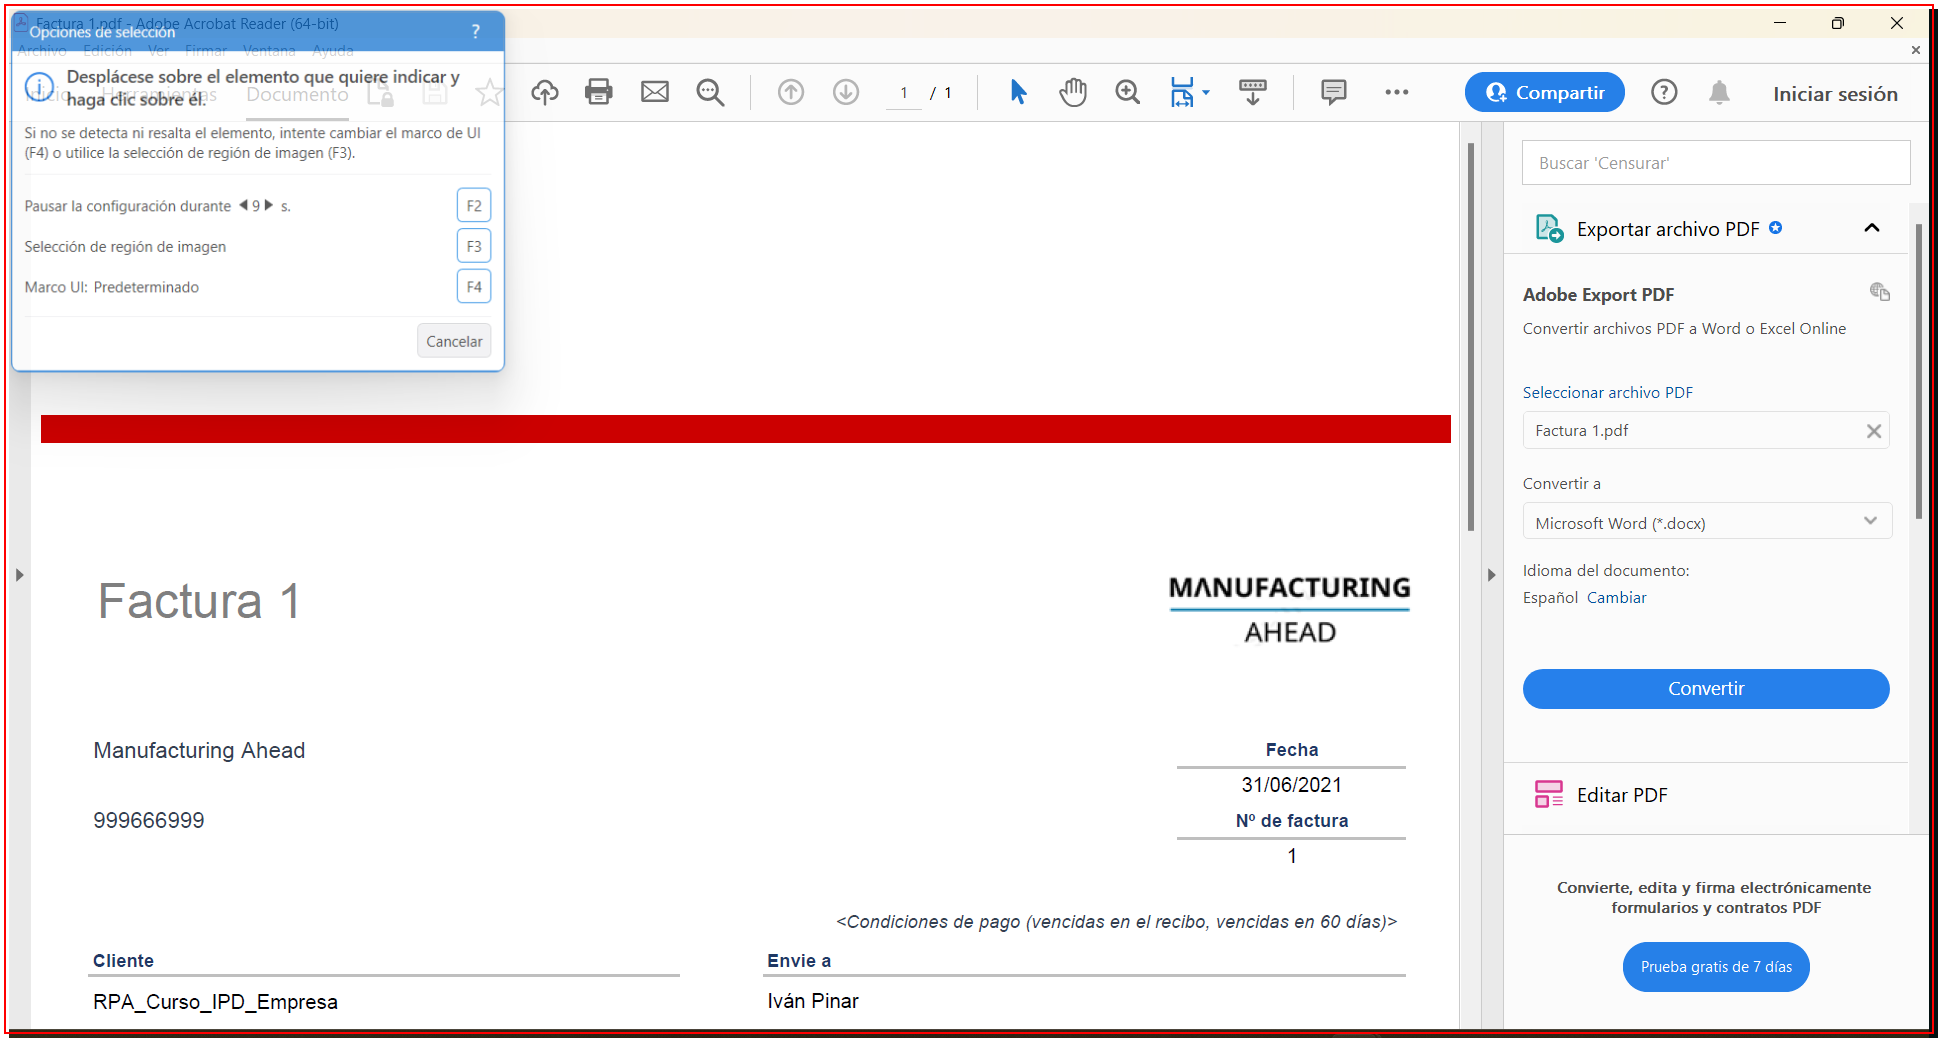 Factura 1.pdf - Adobe Acrobat Reader (64-bit)
Opciones de selección ?
Archivo Edición Ver Firmar Ventana Ayuda
Desplácese sobre el elemento que quiere indicar y
haga clic sobre él.
Inicio Herramientas Documento
1 / 1
Compartir
Iniciar sesión
Si no se detecta ni resalta el elemento, intente cambiar el marco de UI
(F4) o utilice la selección de región de imagen (F3).
Pausar la configuración durante 9 s. F2
Selección de región de imagen F3
Marco UI: Predeterminado F4
Cancelar
Factura 1
MANUFACTURING
AHEAD
Manufacturing Ahead
999666999
Fecha
31/06/2021
Nº de factura
1
<Condiciones de pago (vencidas en el recibo, vencidas en 60 días)>
Cliente
RPA_Curso_IPD_Empresa
Envie a
Iván Pinar
Buscar 'Censurar'
Exportar archivo PDF
Adobe Export PDF
Convertir archivos PDF a Word o Excel Online
Seleccionar archivo PDF
Factura 1.pdf
Convertir a
Microsoft Word (*.docx)
Idioma del documento:
Español Cambiar
Convertir
Editar PDF
Convierte, edita y firma electrónicamente
formularios y contratos PDF
Prueba gratis de 7 días